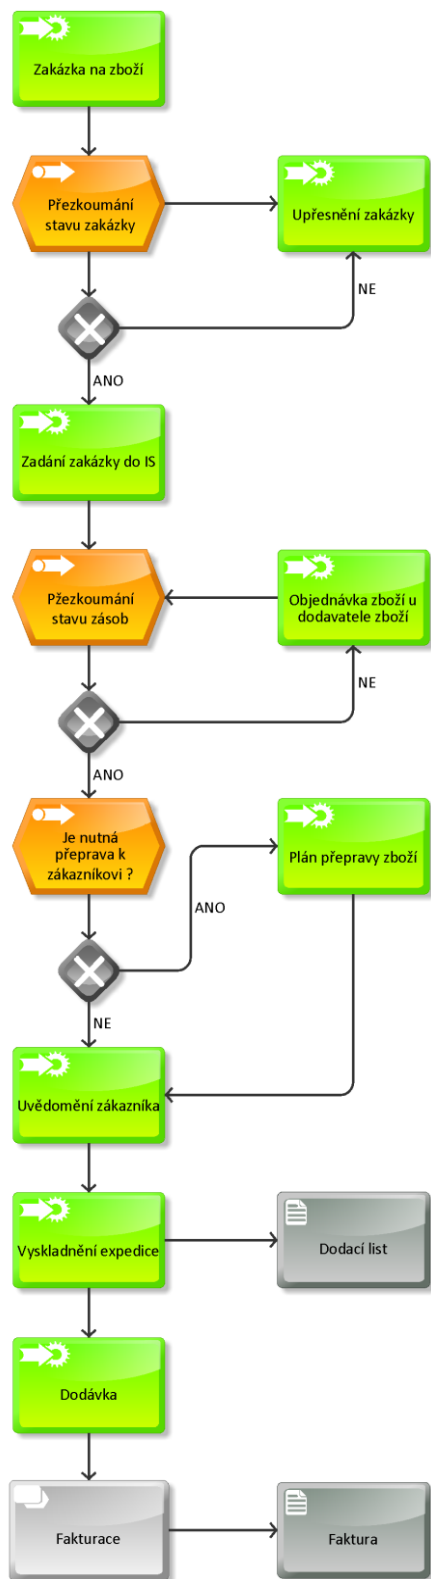 Zakázka na zboží
Přezkoumání
stavu zakázky
Upřesnění zakázky
NE
ANO
Zadání zakázky do IS
Pžezkoumání
stavu zásob
Objednávka zboží u
dodavatele zboží
NE
ANO
Je nutná
přeprava k
zákazníkovi ?
Plán přepravy zboží
ANO
NE
Uvědomění zákazníka
Vyskladnění expedice
Dodací list
Dodávka
Fakturace
Faktura